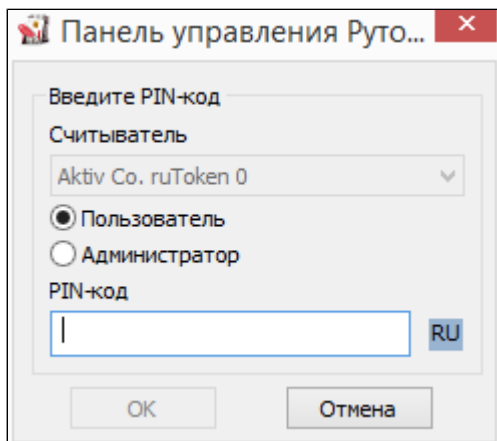 Панель управления Руто...
Введите PIN-код
Считыватель
Aktiv Co. ruToken 0
Пользователь
Администратор
PIN-код
RU
OK
Отмена